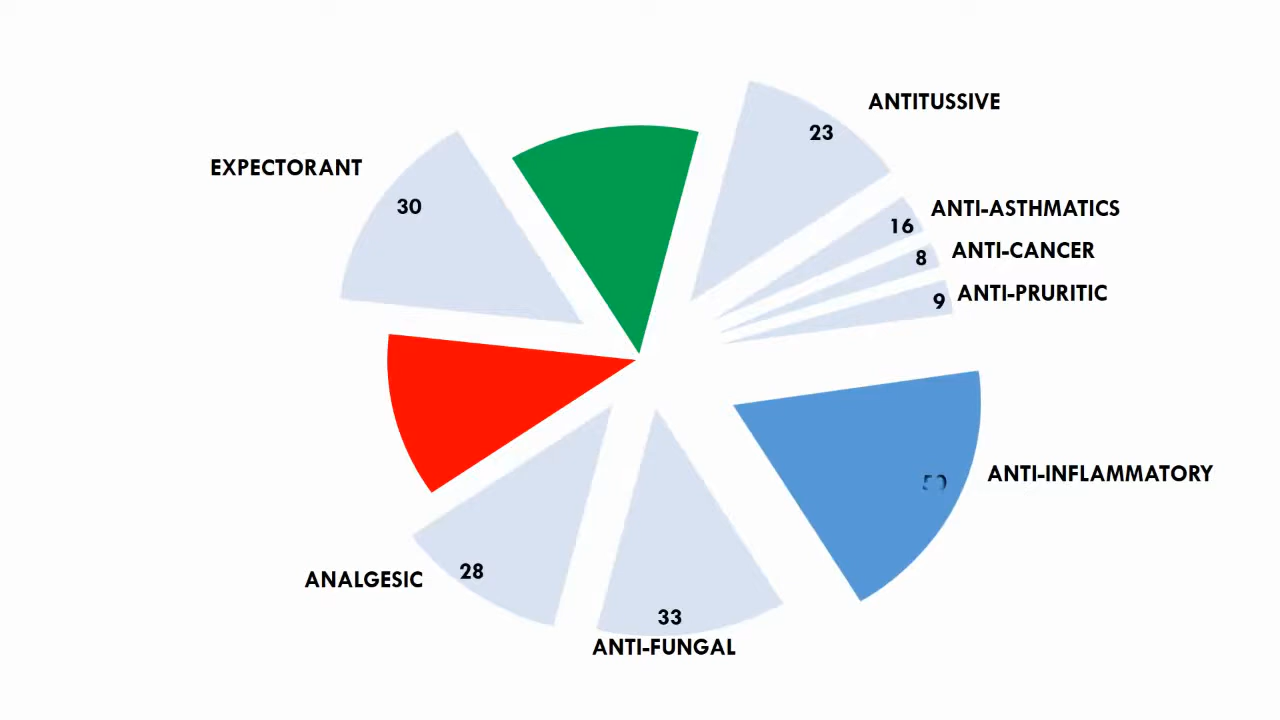 ANTITUSSIVE
23
EXPECTORANT
30
ANTI-ASTHMATICS
16
ANTI-CANCER
8
ANTI-PRURITIC
9
ANTI-INFLAMMATORY
ANALGESIC
28
33
ANTI-FUNGAL